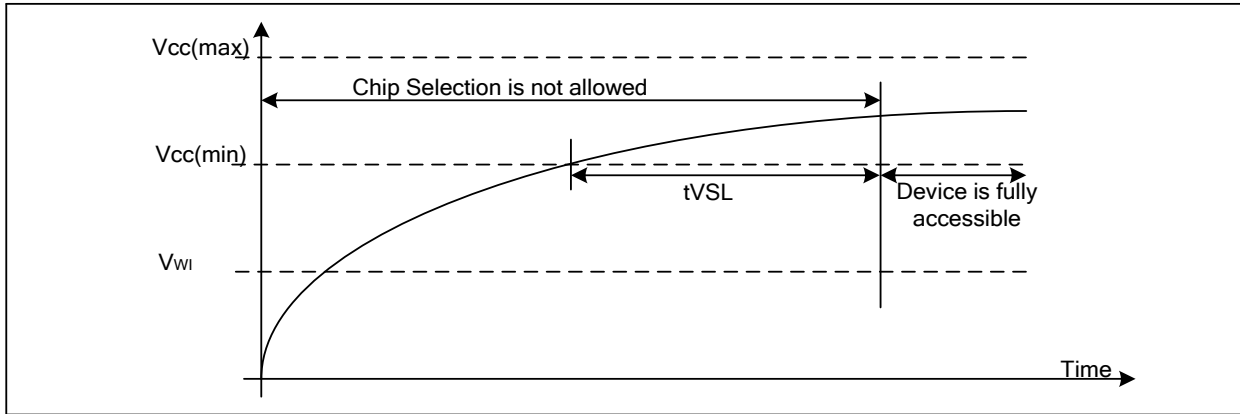 Vcc(max)
Chip Selection is not allowed
Vcc(min)
tVSL
Device is fully
accessible
VWI
Time